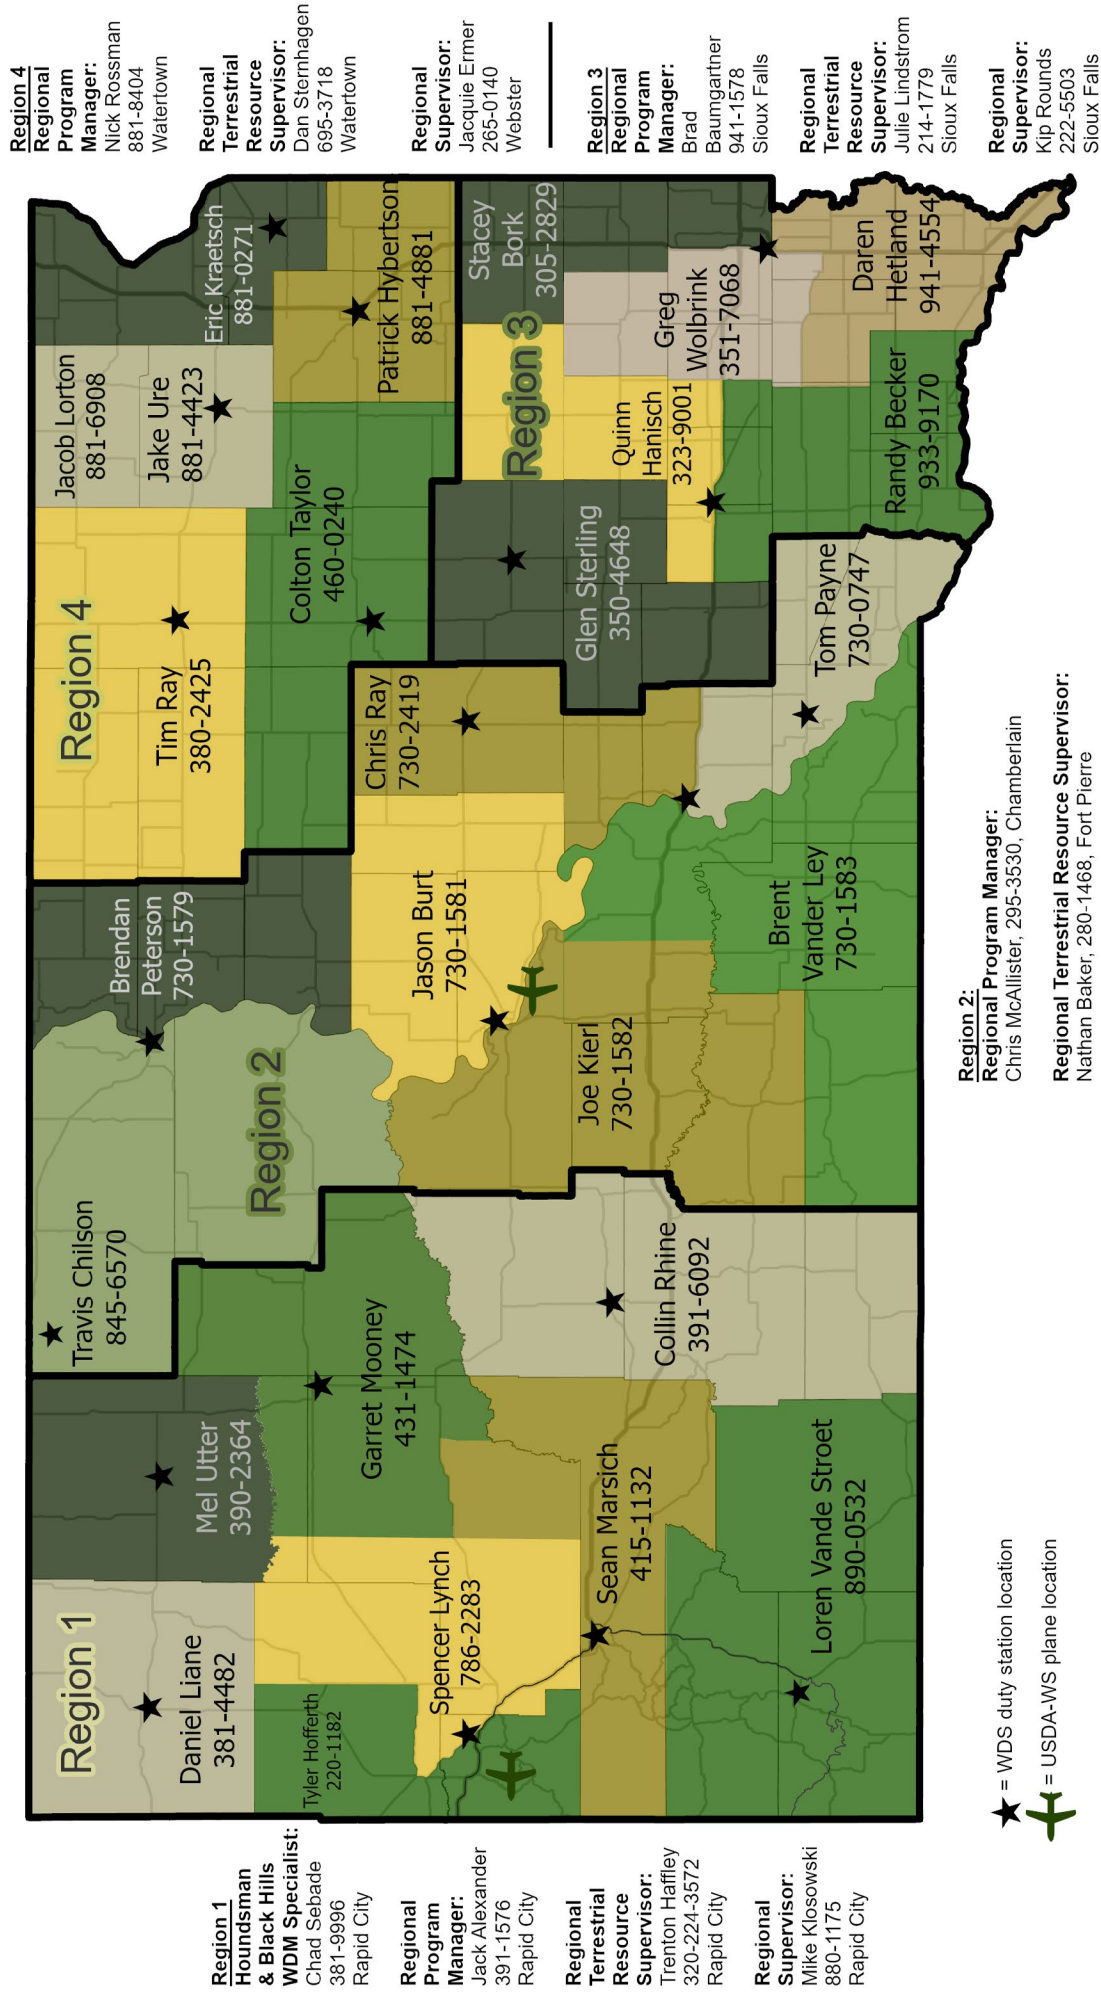 Region 1
Houndsman
& Black Hills
WDM Specialist:
Chad Sebade
381-9996
Rapid City
Regional
Program
Manager:
Jack Alexander
391-1576
Rapid City
Regional
Terrestrial
Resource
Supervisor:
Trenton Haffley
320-224-3572
Rapid City
Regional
Supervisor:
Mike Klosowski
880-1175
Rapid City
Region 1
Daniel Liane
381-4482
Tyler Hofferth
220-1182
Spencer Lynch
786-2283
Mel Utter
390-2364
Garret Mooney
431-1474
Sean Marsich
415-1132
Loren Vande Stroet
890-0532
Collin Rhine
391-6092
Travis Chilson
845-6570
Region 2
Brendan
Peterson
730-1579
Jason Burt
730-1581
Joe Kierl
730-1582
Chris Ray
730-2419
Brent
Vander Ley
730-1583
Tom Payne
730-0747
Region 4
Tim Ray
380-2425
Colton Taylor
460-0240
Jacob Lorton
881-6908
Jake Ure
881-4423
Eric Kraetsch
881-0271
Patrick Hybertson
881-4881
Region 3
Stacey
Bork
305-2829
Glen Sterling
350-4648
Quinn
Hanisch
323-9001
Greg
Wolbrink
351-7068
Randy Becker
933-9170
Daren
Hetland
941-4554
Region 4
Regional
Program
Manager:
Nick Rossman
881-8404
Watertown
Regional
Terrestrial
Resource
Supervisor:
Dan Sternhagen
695-3718
Watertown
Regional
Supervisor:
Jacquie Ermer
265-0140
Webster
Region 3
Regional
Program
Manager:
Brad
Baumgartner
941-1578
Sioux Falls
Regional
Terrestrial
Resource
Supervisor:
Julie Lindstrom
214-1779
Sioux Falls
Regional
Supervisor:
Kip Rounds
222-5503
Sioux Falls
= WDS duty station location
= USDA-WS plane location
Region 2:
Regional Program Manager:
Chris McAllister, 295-3530, Chamberlain
Regional Terrestrial Resource Supervisor:
Nathan Baker, 280-1468, Fort Pierre